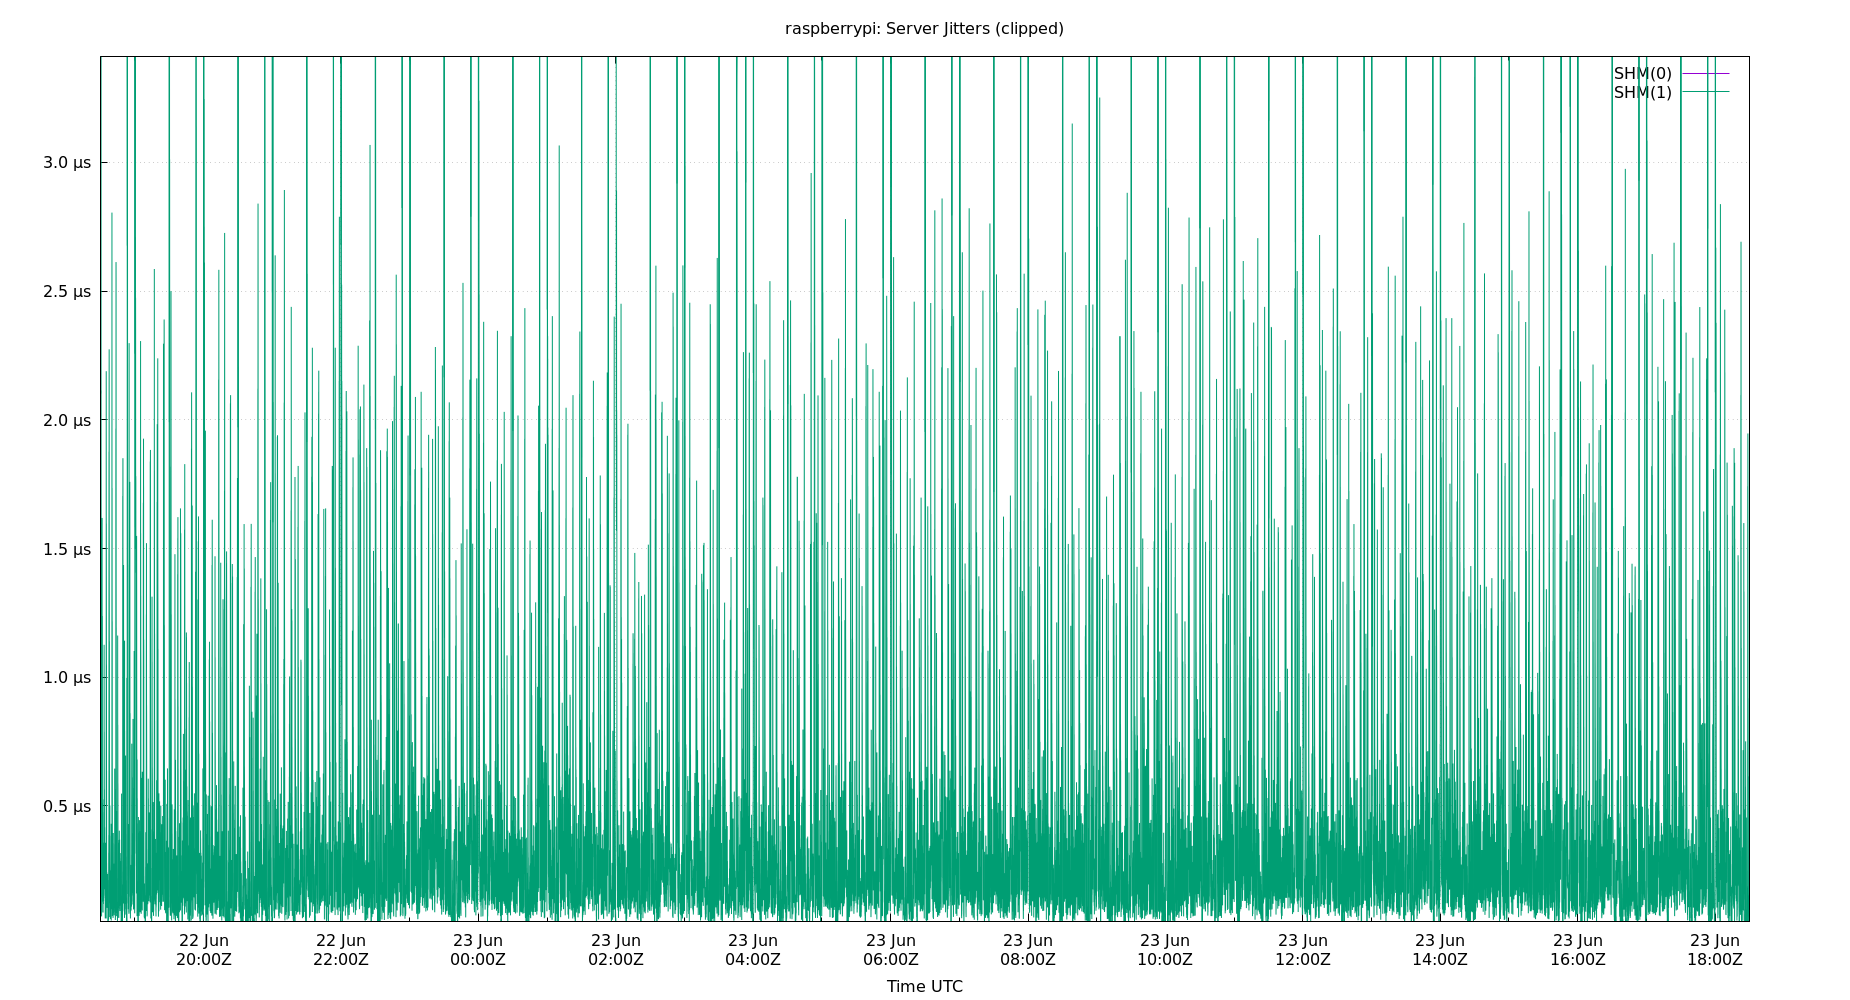 raspberrypi: Server Jitters (clipped)
SHM(0)
SHM(1)
3.0 µs
2.5 µs
2.0 µs
1.5 µs
1.0 µs
0.5 µs
22 Jun 22 Jun 23 Jun 23 Jun 23 Jun 23 Jun 23 Jun 23 Jun 23 Jun 23 Jun 23 Jun 23 Jun
20:00Z 22:00Z 00:00Z 02:00Z 04:00Z 06:00Z 08:00Z 10:00Z 12:00Z 14:00Z 16:00Z 18:00Z
Time UTC